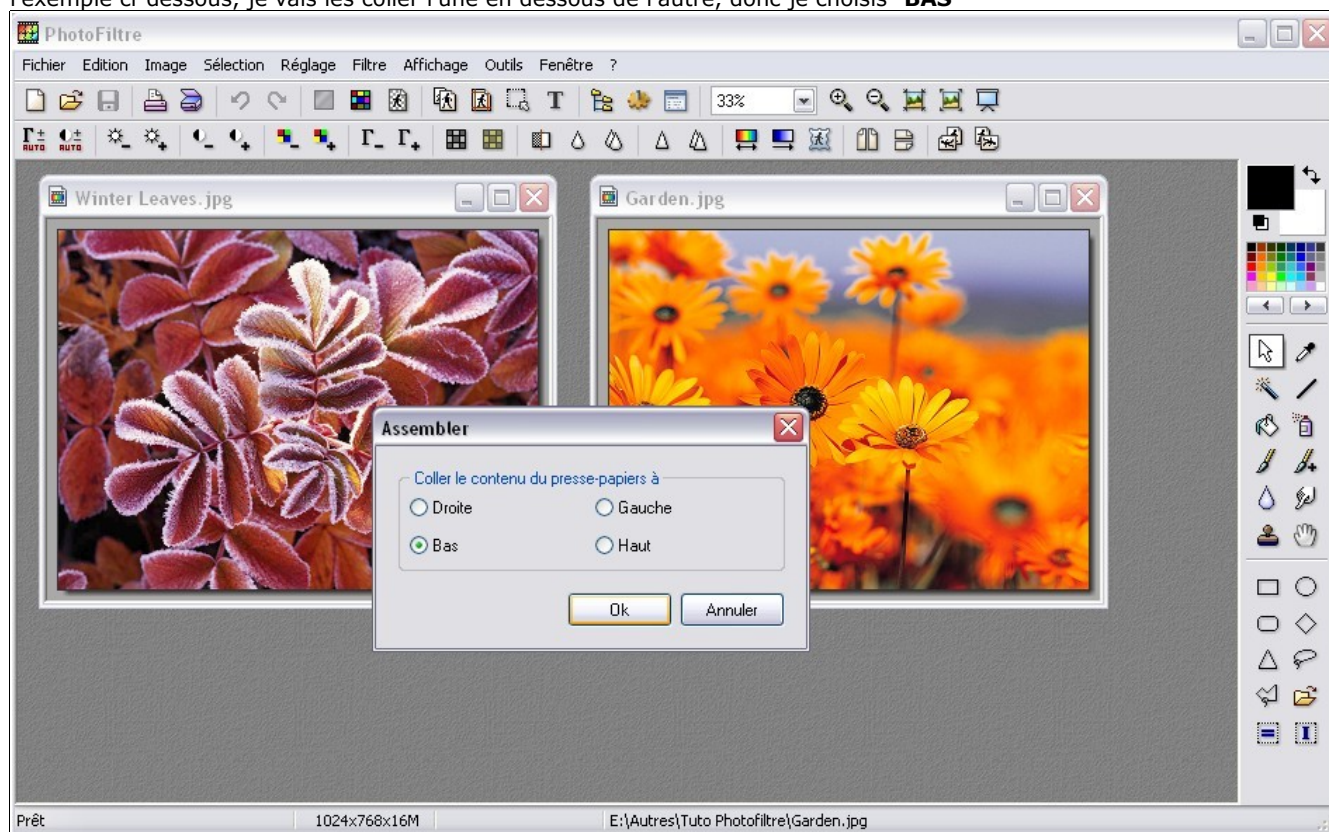 l'exemple ci dessous, je vais les coller l'une en dessous de l'autre, donc je choisis "BAS"
PhotoFiltre
Fichier Edition Image Sélection Réglage Filtre Affichage Outils Fenêtre ?
T 33%
AUTO AUTO
Winter Leaves.jpg
Garden.jpg
Assembler
Coller le contenu du presse-papiers à
Droite Gauche
Bas Haut
Ok Annuler
Prêt 1024x768x16M E:\Autres\Tuto Photofiltre\Garden.jpg